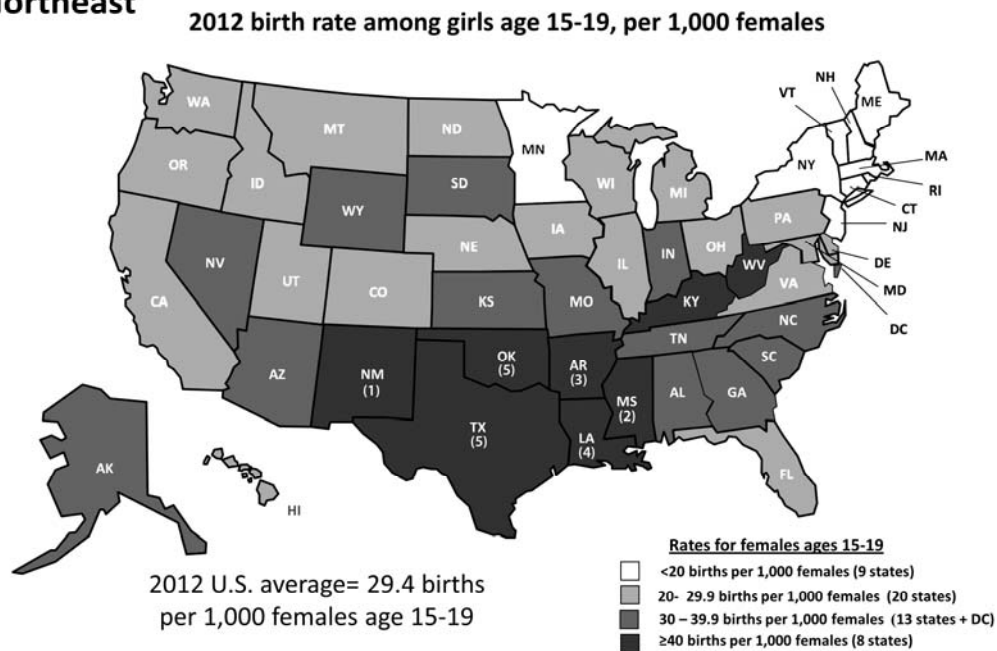 ortheast
2012 birth rate among girls age 15-19, per 1,000 females
NH
VT
ME
WA
MT
ND
MN
OR
ID
SD
WI
MI
NY
MA
RI
CT
NJ
WY
IA
NE
PA
OH
IL
IN
NV
UT
CO
CA
KS
MO
WV
VA
KY
DE
MD
DC
AZ
NM
(1)
OK
(5)
AR
(3)
TN
NC
SC
MS
(2)
AL
GA
TX
(5)
LA
(4)
AK
FL
HI
2012 U.S. average= 29.4 births
per 1,000 females age 15-19
Rates for females ages 15-19
<20 births per 1,000 females (9 states)
20- 29.9 births per 1,000 females (20 states)
30 – 39.9 births per 1,000 females (13 states + DC)
≥40 births per 1,000 females (8 states)